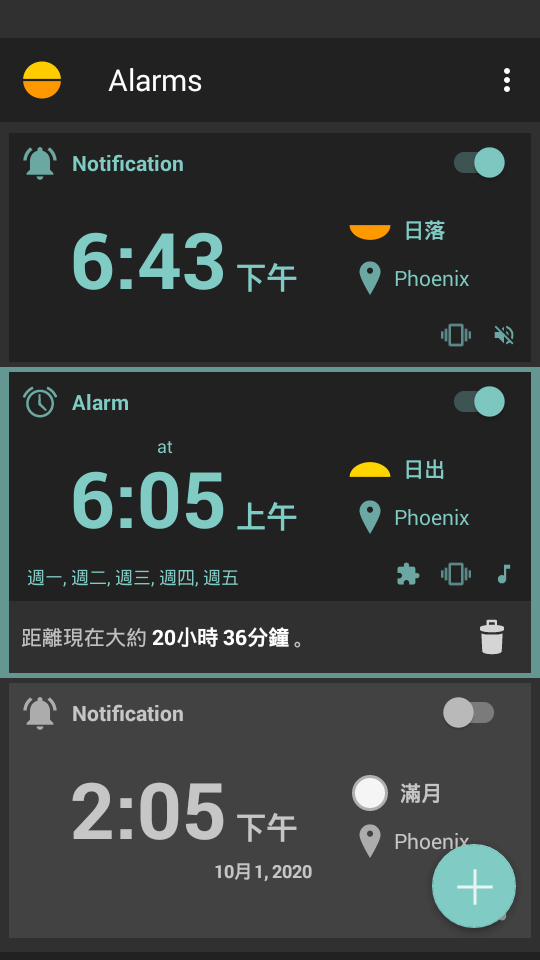 Alarms
Notification
6:43 下午
日落
Phoenix
Alarm
at
6:05 上午
日出
Phoenix
週一, 週二, 週三, 週四, 週五
距離現在大約 20小時 36分鐘 。
Notification
2:05 下午
滿月
Phoenix
10月 1, 2020